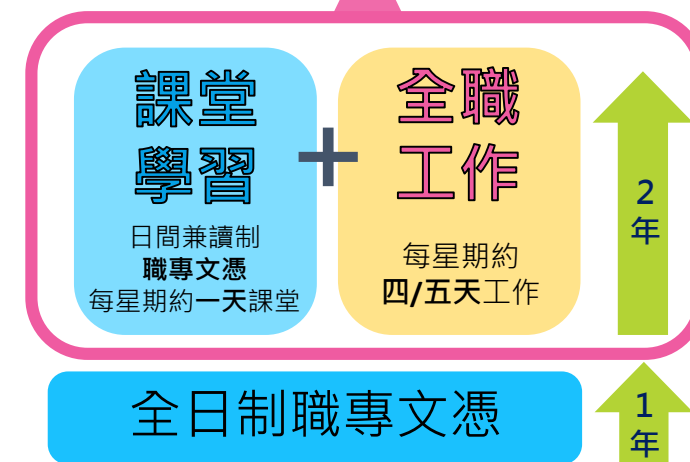 課堂
學習
日間兼讀制
職專文憑
每星期約一天課堂
+
全職
工作
每星期約
四/五天工作
2
年
全日制職專文憑
1
年